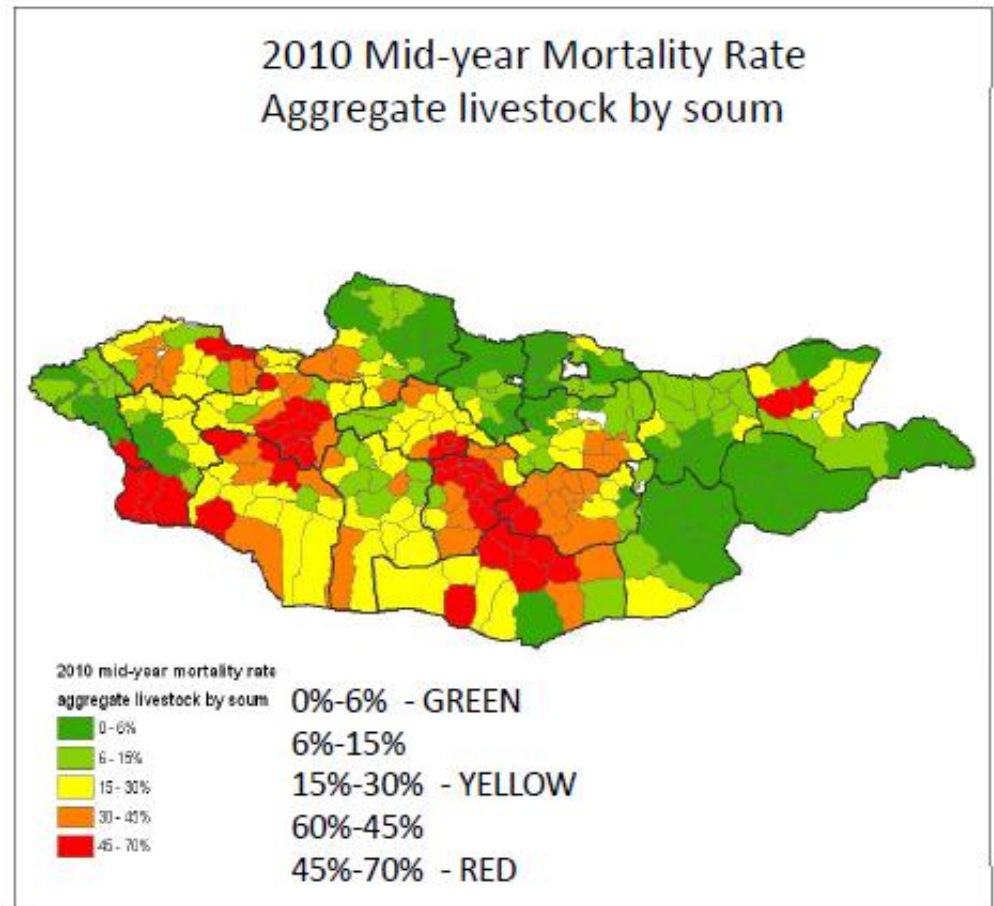 2010 Mid-year Mortality Rate
Aggregate livestock by soum
2010 mid-year mortality rate
aggregate livestock by soum
0 - 6%
6 - 15%
15 - 30%
30 - 45%
45 - 70%
0%-6% - GREEN
6%-15%
15%-30% - YELLOW
60%-45%
45%-70% - RED